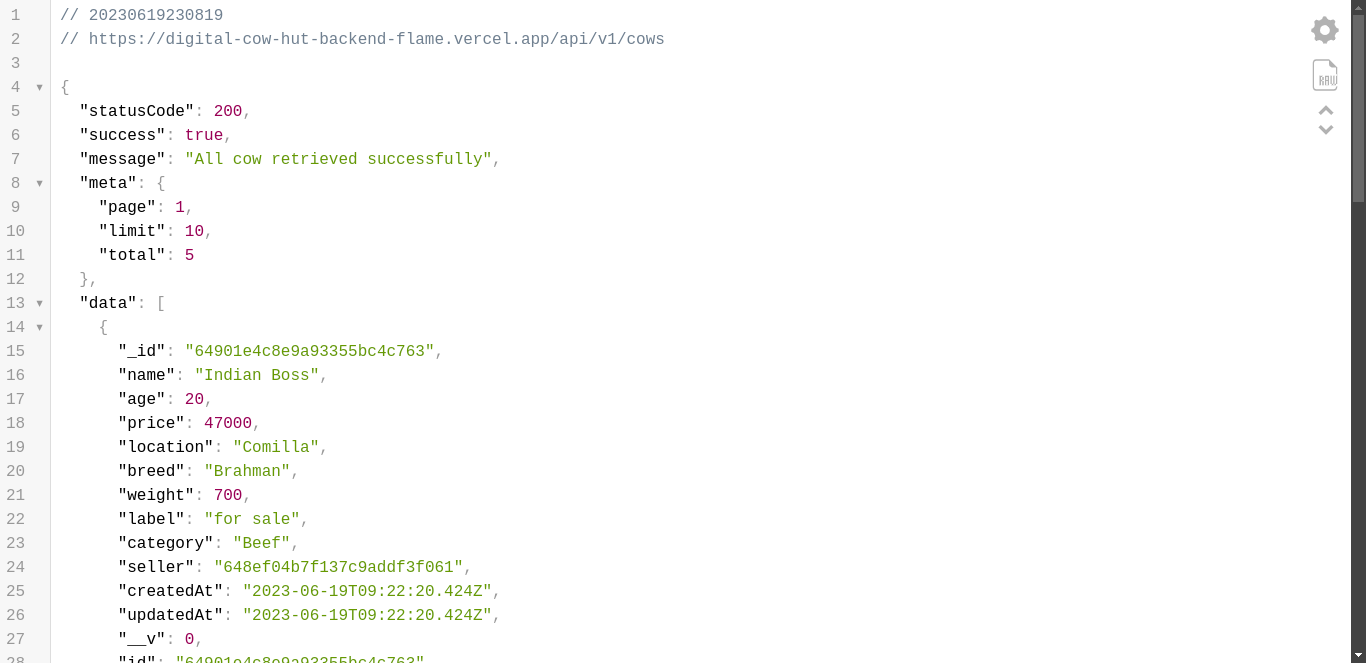 1 // 20230619230819
2 // https://digital-cow-hut-backend-flame.vercel.app/api/v1/cows
3
4 ▼ {
5 "statusCode": 200,
6 "success": true,
7 "message": "All cow retrieved successfully",
8 ▼ "meta": {
9 "page": 1,
10 "limit": 10,
11 "total": 5
12 },
13 ▼ "data": [
14 ▼ {
15 "_id": "64901e4c8e9a93355bc4c763",
16 "name": "Indian Boss",
17 "age": 20,
18 "price": 47000,
19 "location": "Comilla",
20 "breed": "Brahman",
21 "weight": 700,
22 "label": "for sale",
23 "category": "Beef",
24 "seller": "648ef04b7f137c9addf3f061",
25 "createdAt": "2023-06-19T09:22:20.424Z",
26 "updatedAt": "2023-06-19T09:22:20.424Z",
27 "__v": 0,
28 "id": "64901e4c8e9a93355bc4c763"
RAW